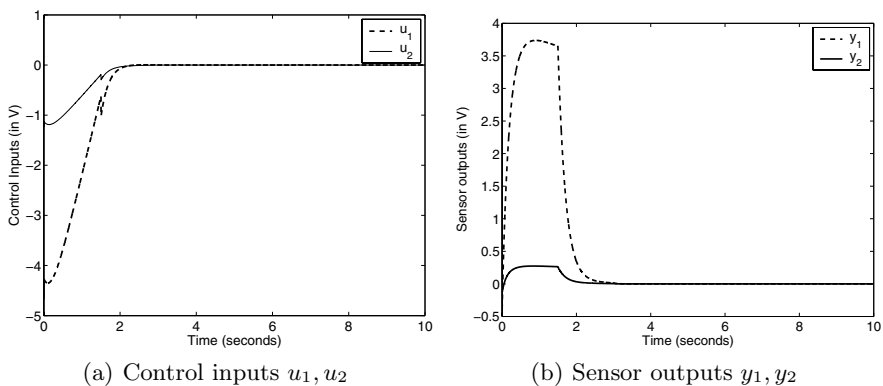 1
0
−1
−2
−3
−4
−5
0
2
4
6
8
10
Control Inputs (in V)
Time (seconds)
u1
u2
(a) Control inputs u1, u2
4
3.5
3
2.5
2
1.5
1
0.5
0
−0.5
0
2
4
6
8
10
Sensor outputs (in V)
Time (seconds)
y1
y2
(b) Sensor outputs y1, y2